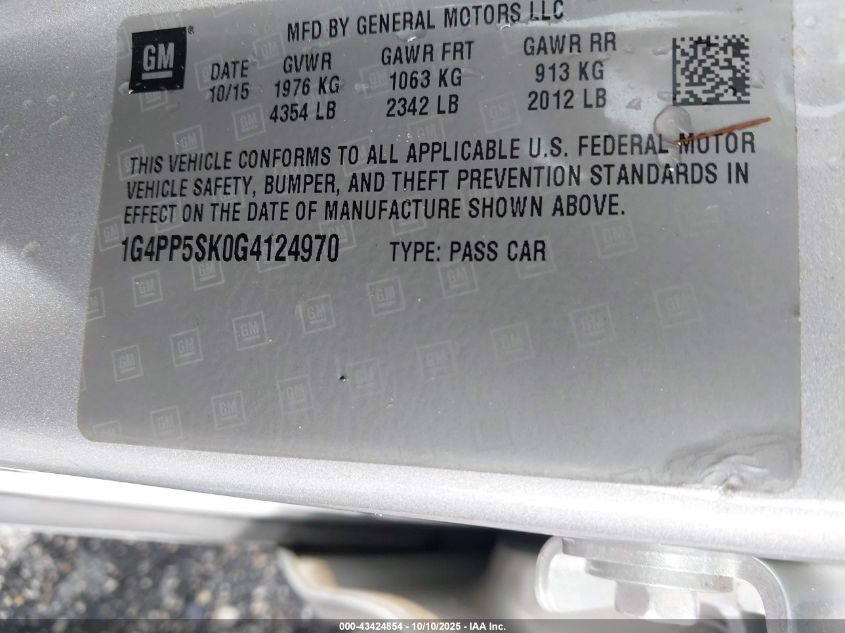 MFD BY GENERAL MOTORS LLC
GM ®
DATE GVWR GAWR FRT GAWR RR
10/15 1976 KG 1063 KG 913 KG
4354 LB 2342 LB 2012 LB
THIS VEHICLE CONFORMS TO ALL APPLICABLE U.S. FEDERAL MOTOR
VEHICLE SAFETY, BUMPER, AND THEFT PREVENTION STANDARDS IN
EFFECT ON THE DATE OF MANUFACTURE SHOWN ABOVE.
1G4PP5SK0G4124970 TYPE: PASS CAR
000-43424854 - 10/10/2025 - IAA Inc.